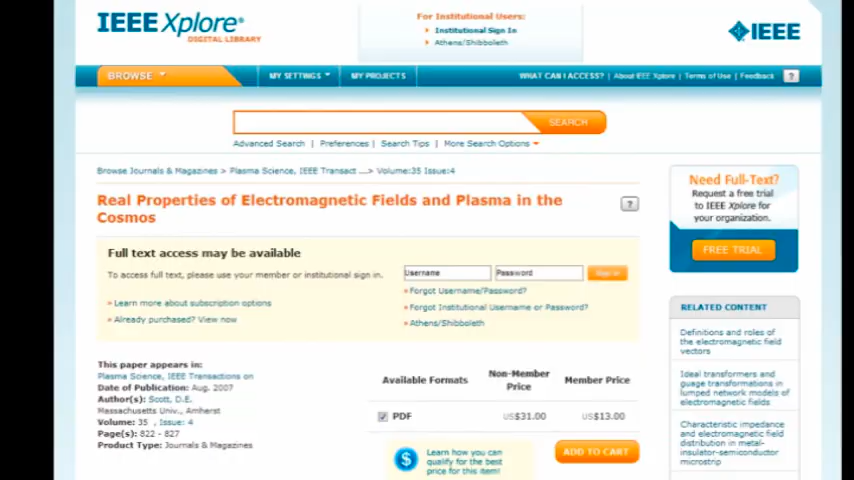 IEEE Xplore®
DIGITAL LIBRARY
For Institutional Users:
Institutional Sign In
Athens/Shibboleth
IEEE
BROWSE
MY SETTINGS
MY PROJECTS
WHAT CAN I ACCESS? | About IEEE Xplore | Terms of Use | Feedback
?
SEARCH
Advanced Search | Preferences | Search Tips | More Search Options
Browse Journals & Magazines > Plasma Science, IEEE Transact ...> Volume:35 Issue:4
Real Properties of Electromagnetic Fields and Plasma in the
Cosmos
?
Full text access may be available
To access full text, please use your member or institutional sign in.
Username
Password
Sign In
» Forgot Username/Password?
» Learn more about subscription options
» Forgot Institutional Username or Password?
» Already purchased? View now
» Athens/Shibboleth
This paper appears in:
Plasma Science, IEEE Transactions on
Date of Publication: Aug. 2007
Author(s): Scott, D.E.
Massachusetts Univ., Amherst
Volume: 35 , Issue: 4
Page(s): 822 - 827
Product Type: Journals & Magazines
Available Formats
Non-Member
Price
Member Price
PDF
US$31.00
US$13.00
$
Learn how you can
qualify for the best
price for this item!
ADD TO CART
Need Full-Text?
Request a free trial
to IEEE Xplore for
your organization.
FREE TRIAL
RELATED CONTENT
Definitions and roles of
the electromagnetic field
vectors
Ideal transformers and
gauge transformations in
lumped network models of
electromagnetic fields
Characteristic impedance
and electromagnetic field
distribution in metal-
insulator-semiconductor
microstrip